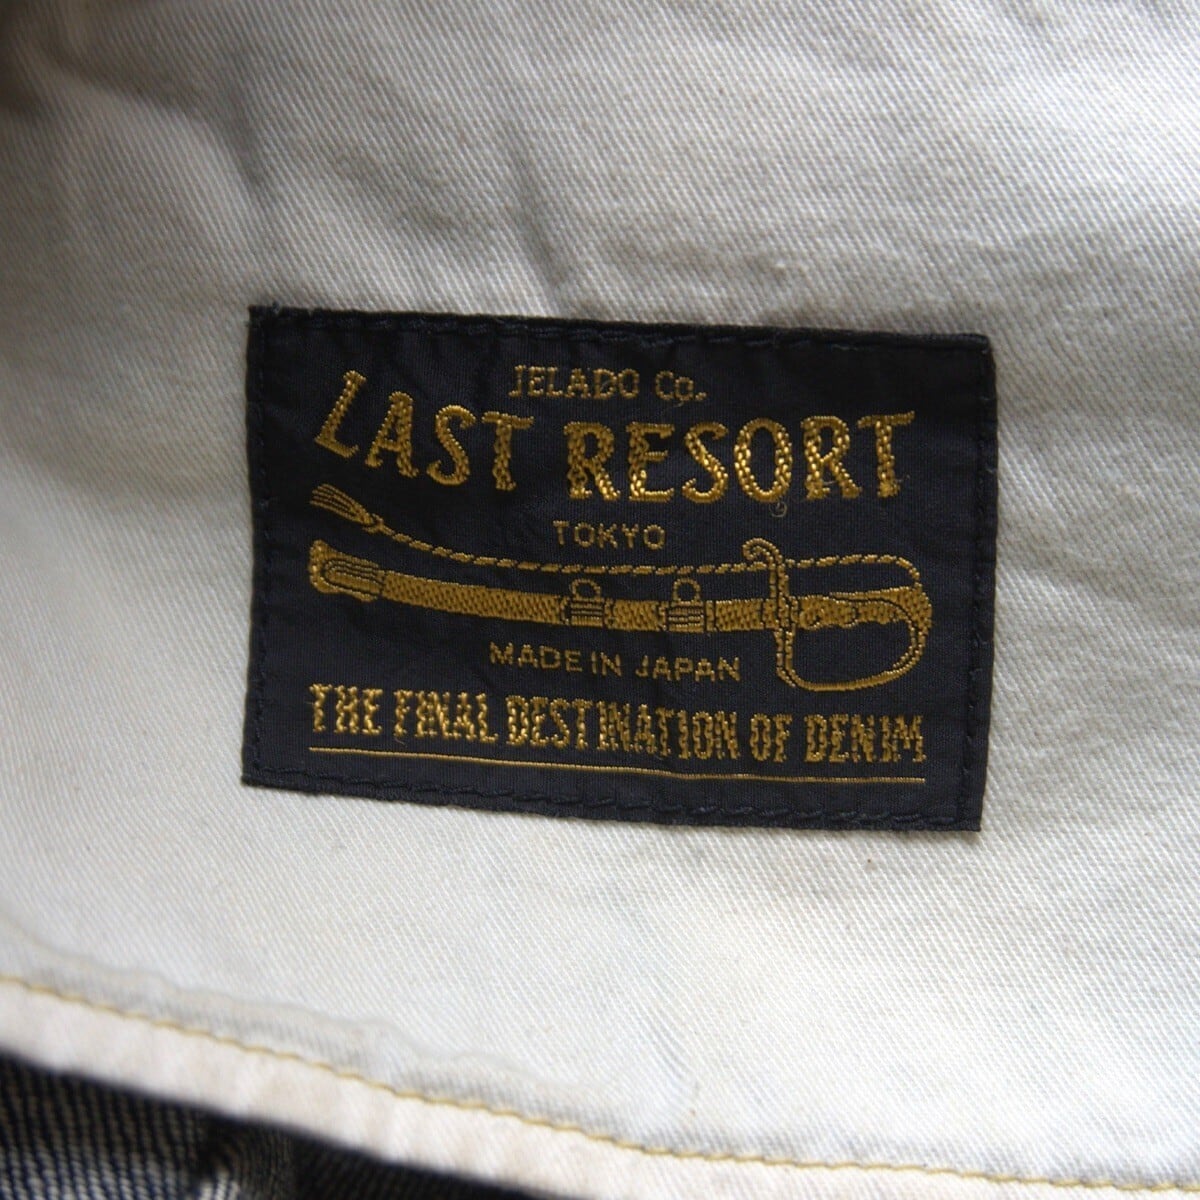 JELADO Co.
LAST RESORT
TOKYO
MADE IN JAPAN
THE FINAL DESTINATION OF DENIM